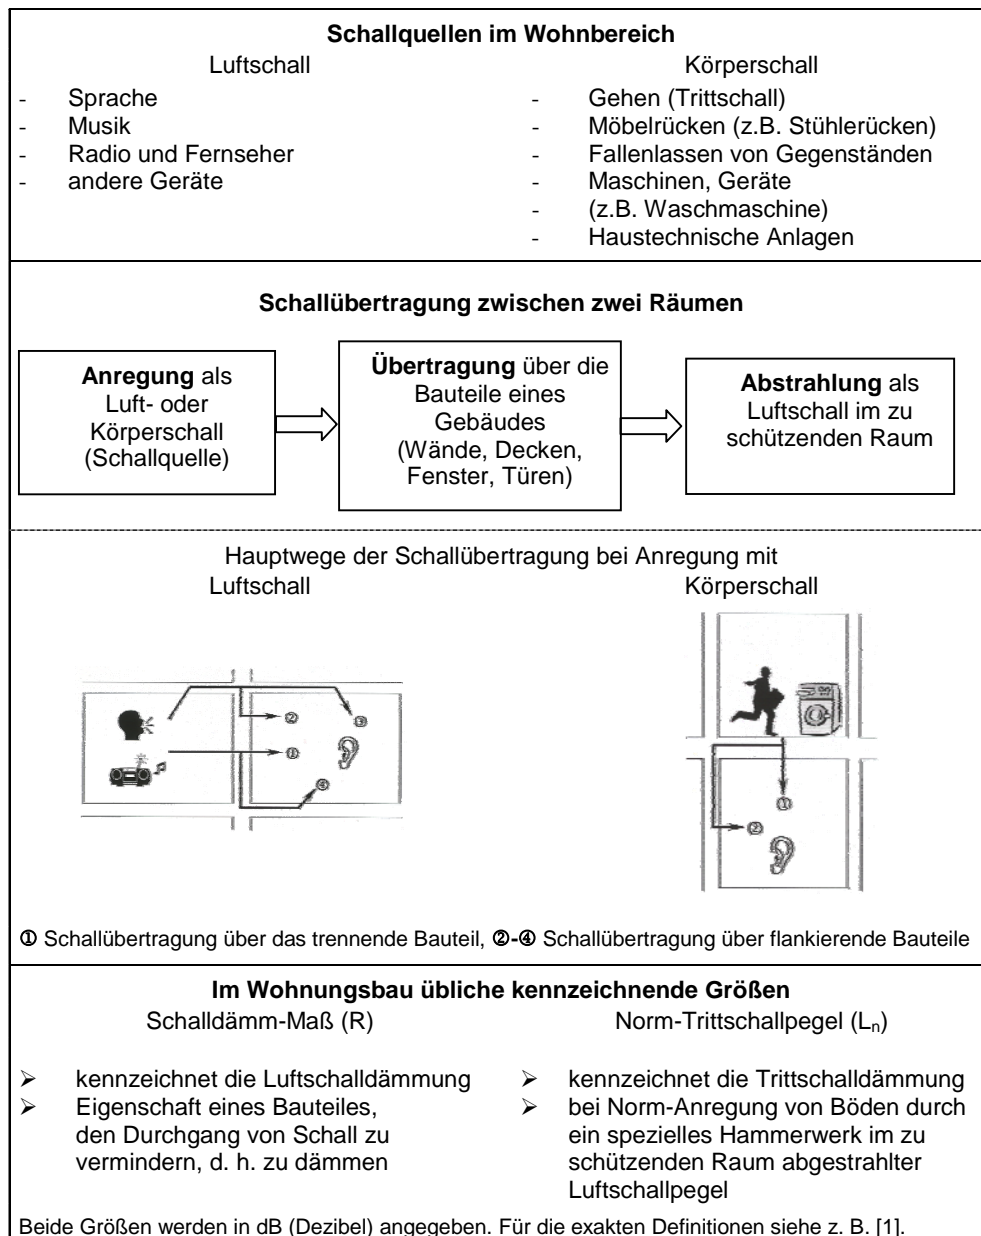 Schallquellen im Wohnbereich
Luftschall
- Sprache
- Musik
- Radio und Fernseher
- andere Geräte
Körperschall
- Gehen (Trittschall)
- Möbelrücken (z.B. Stühlerücken)
- Fallenlassen von Gegenständen
- Maschinen, Geräte
- (z.B. Waschmaschine)
- Haustechnische Anlagen
Schallübertragung zwischen zwei Räumen
Anregung als
Luft- oder
Körperschall
(Schallquelle)
Übertragung über die
Bauteile eines
Gebäudes
(Wände, Decken,
Fenster, Türen)
Abstrahlung als
Luftschall im zu
schützenden Raum
Hauptwege der Schallübertragung bei Anregung mit
Luftschall
Körperschall
②
③
①
④
①
②
① Schallübertragung über das trennende Bauteil, ②-④ Schallübertragung über flankierende Bauteile
Im Wohnungsbau übliche kennzeichnende Größen
Schalldämm-Maß (R)
➢ kennzeichnet die Luftschalldämmung
➢ Eigenschaft eines Bauteiles,
den Durchgang von Schall zu
vermindern, d. h. zu dämmen
Norm-Trittschallpegel (Ln)
➢ kennzeichnet die Trittschalldämmung
➢ bei Norm-Anregung von Böden durch
ein spezielles Hammerwerk im zu
schützenden Raum abgestrahlter
Luftschallpegel
Beide Größen werden in dB (Dezibel) angegeben. Für die exakten Definitionen siehe z. B. [1].